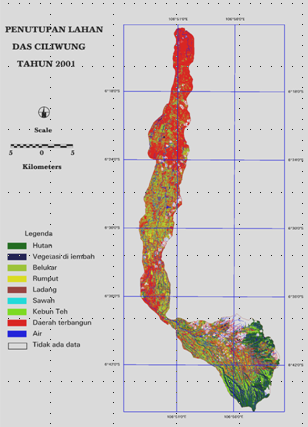 PENUTUPAN LAHAN
DAS CILIWUNG
TAHUN 2001
Scale
5 0 5
Kilometers
Legenda
Hutan
Vegetasi di lembah
Belukar
Rumput
Ladang
Sawah
Kebun Teh
Daerah terbangun
Air
Tidak ada data